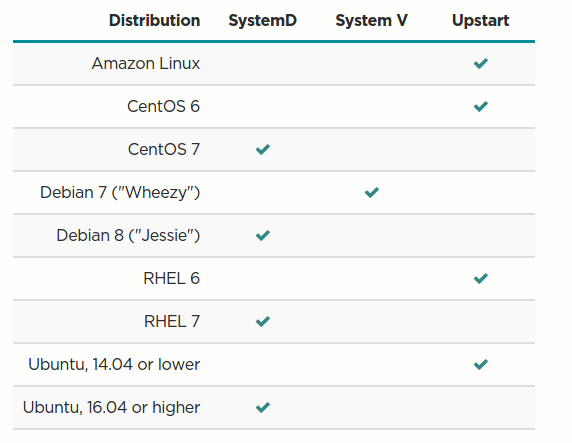 Distribution SystemD System V Upstart
Amazon Linux ✔
CentOS 6 ✔
CentOS 7 ✔
Debian 7 ("Wheezy") ✔
Debian 8 ("Jessie") ✔
RHEL 6 ✔
RHEL 7 ✔
Ubuntu, 14.04 or lower ✔
Ubuntu, 16.04 or higher ✔